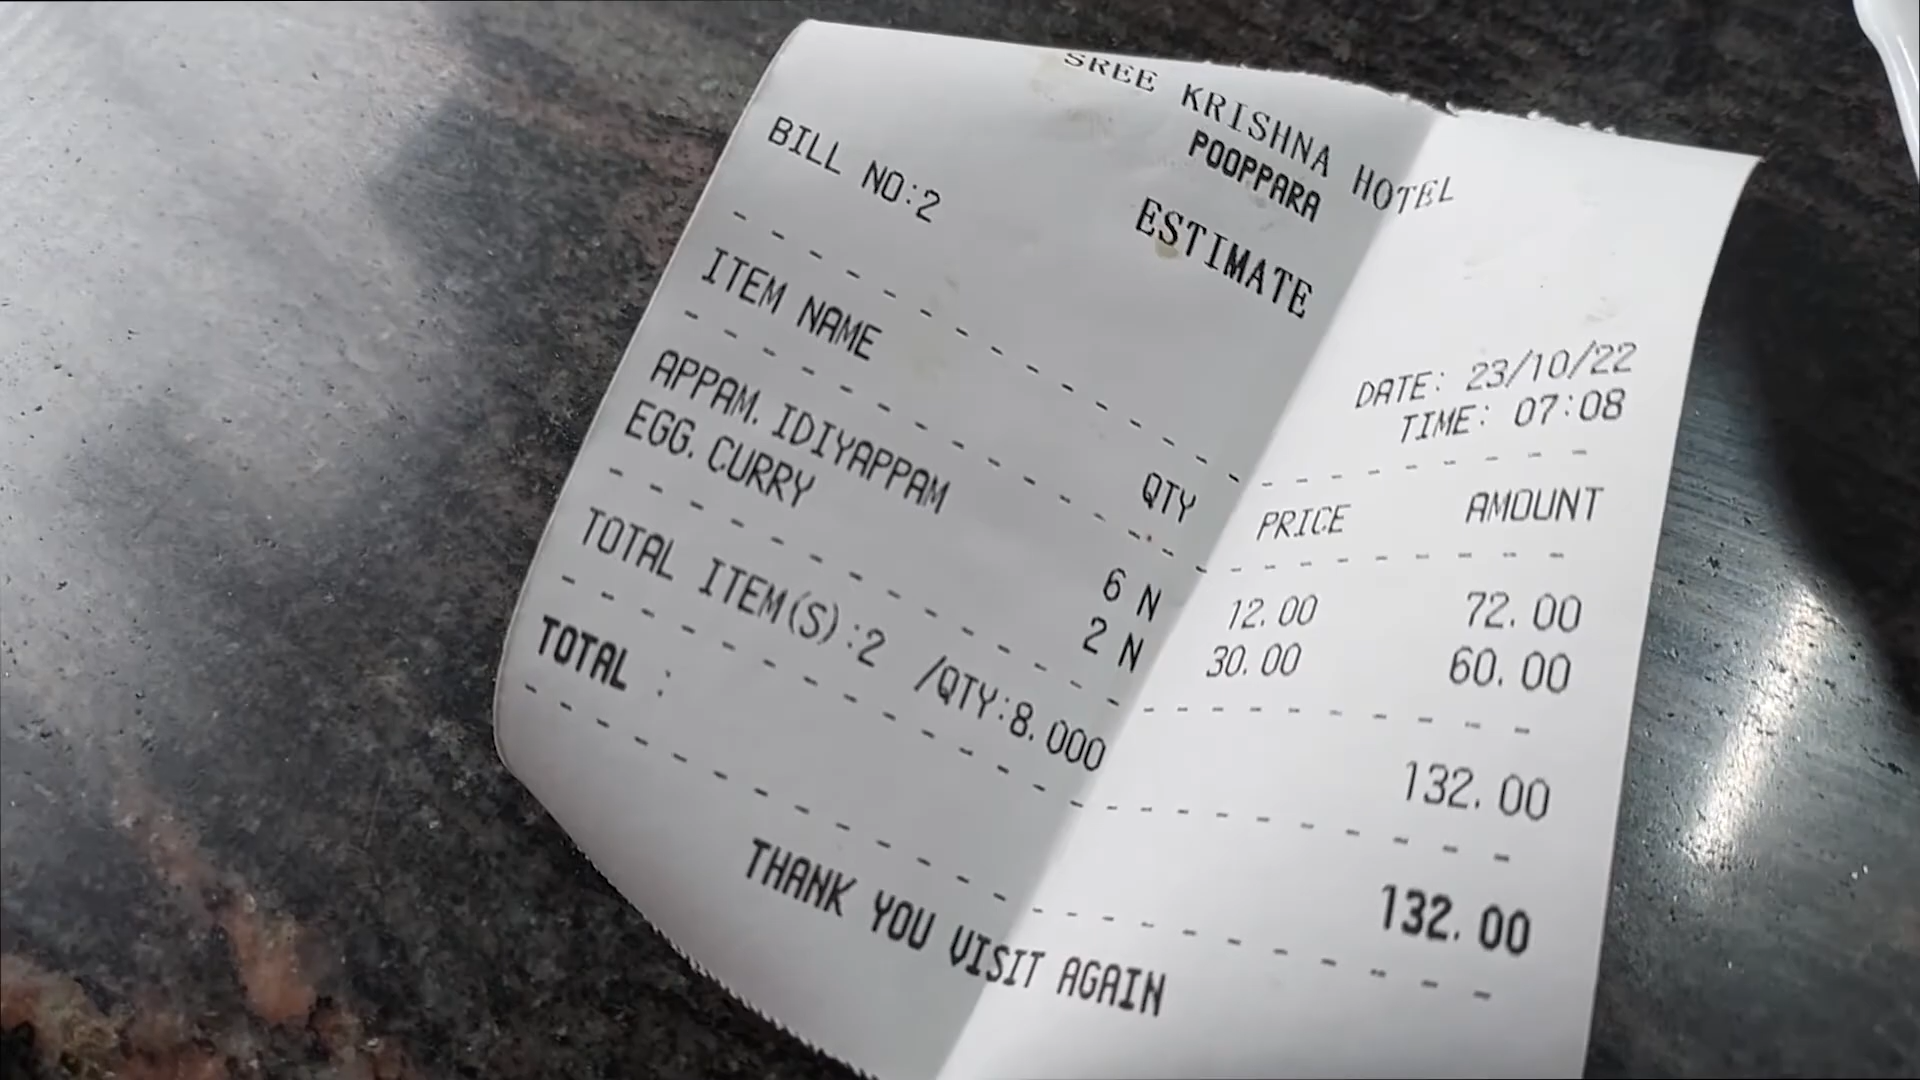 SREE KRISHNA HOTEL
POOPPARA
ESTIMATE
BILL NO:2 DATE: 23/10/22
TIME: 07:08
ITEM NAME QTY PRICE AMOUNT
APPAM. IDIYAPPAM 6 N 12.00 72.00
EGG. CURRY 2 N 30.00 60.00
TOTAL ITEM(S):2 /QTY:8.000 132.00
TOTAL : 132.00
THANK YOU VISIT AGAIN